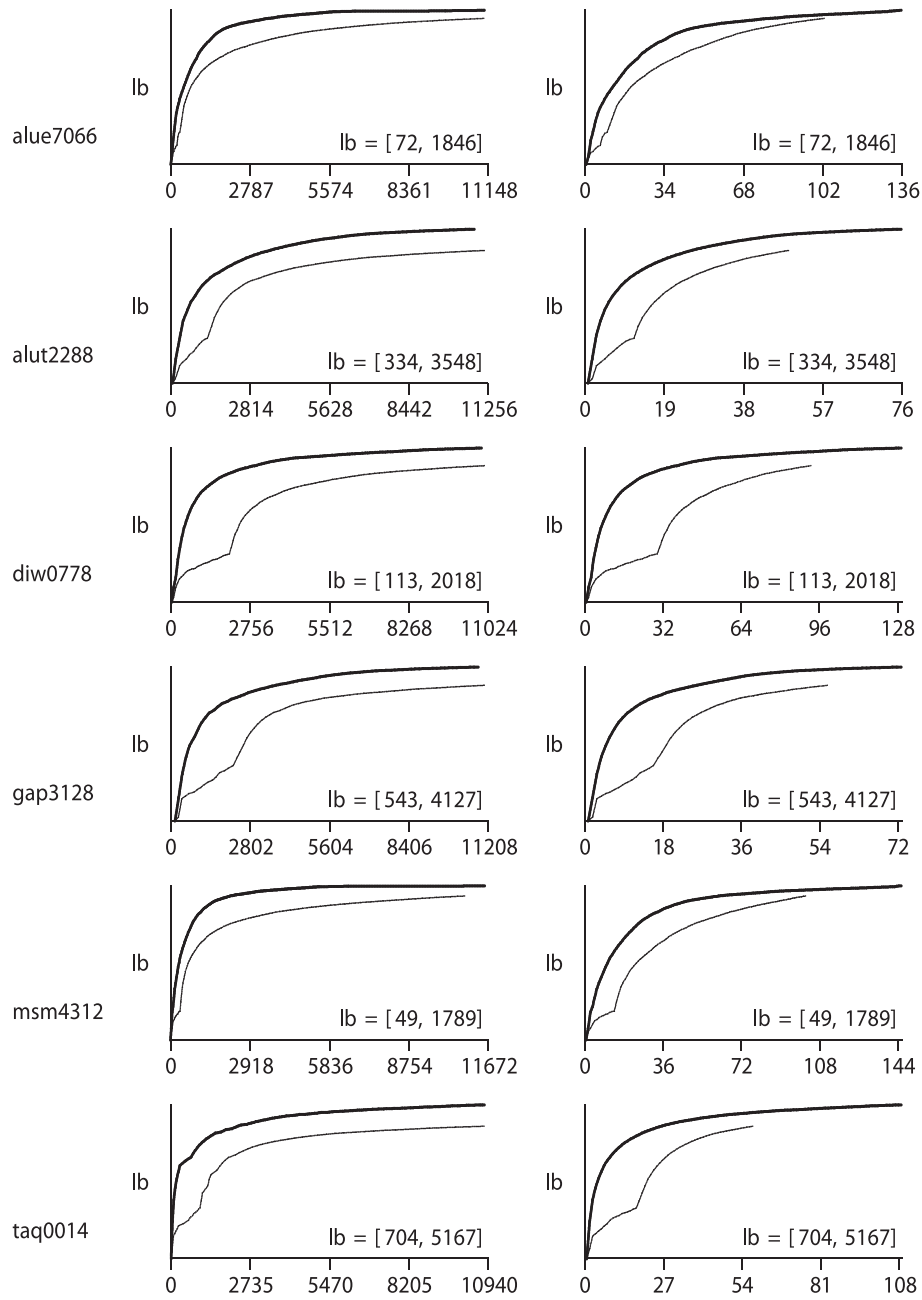 lb
lb
alue7066
lb = [72, 1846]
lb = [72, 1846]
0 2787 5574 8361 11148
0 34 68 102 136
lb
lb
alut2288
lb = [334, 3548]
lb = [334, 3548]
0 2814 5628 8442 11256
0 19 38 57 76
lb
lb
diw0778
lb = [113, 2018]
lb = [113, 2018]
0 2756 5512 8268 11024
0 32 64 96 128
lb
lb
gap3128
lb = [543, 4127]
lb = [543, 4127]
0 2802 5604 8406 11208
0 18 36 54 72
lb
lb
msm4312
lb = [49, 1789]
lb = [49, 1789]
0 2918 5836 8754 11672
0 36 72 108 144
lb
lb
taq0014
lb = [704, 5167]
lb = [704, 5167]
0 2735 5470 8205 10940
0 27 54 81 108